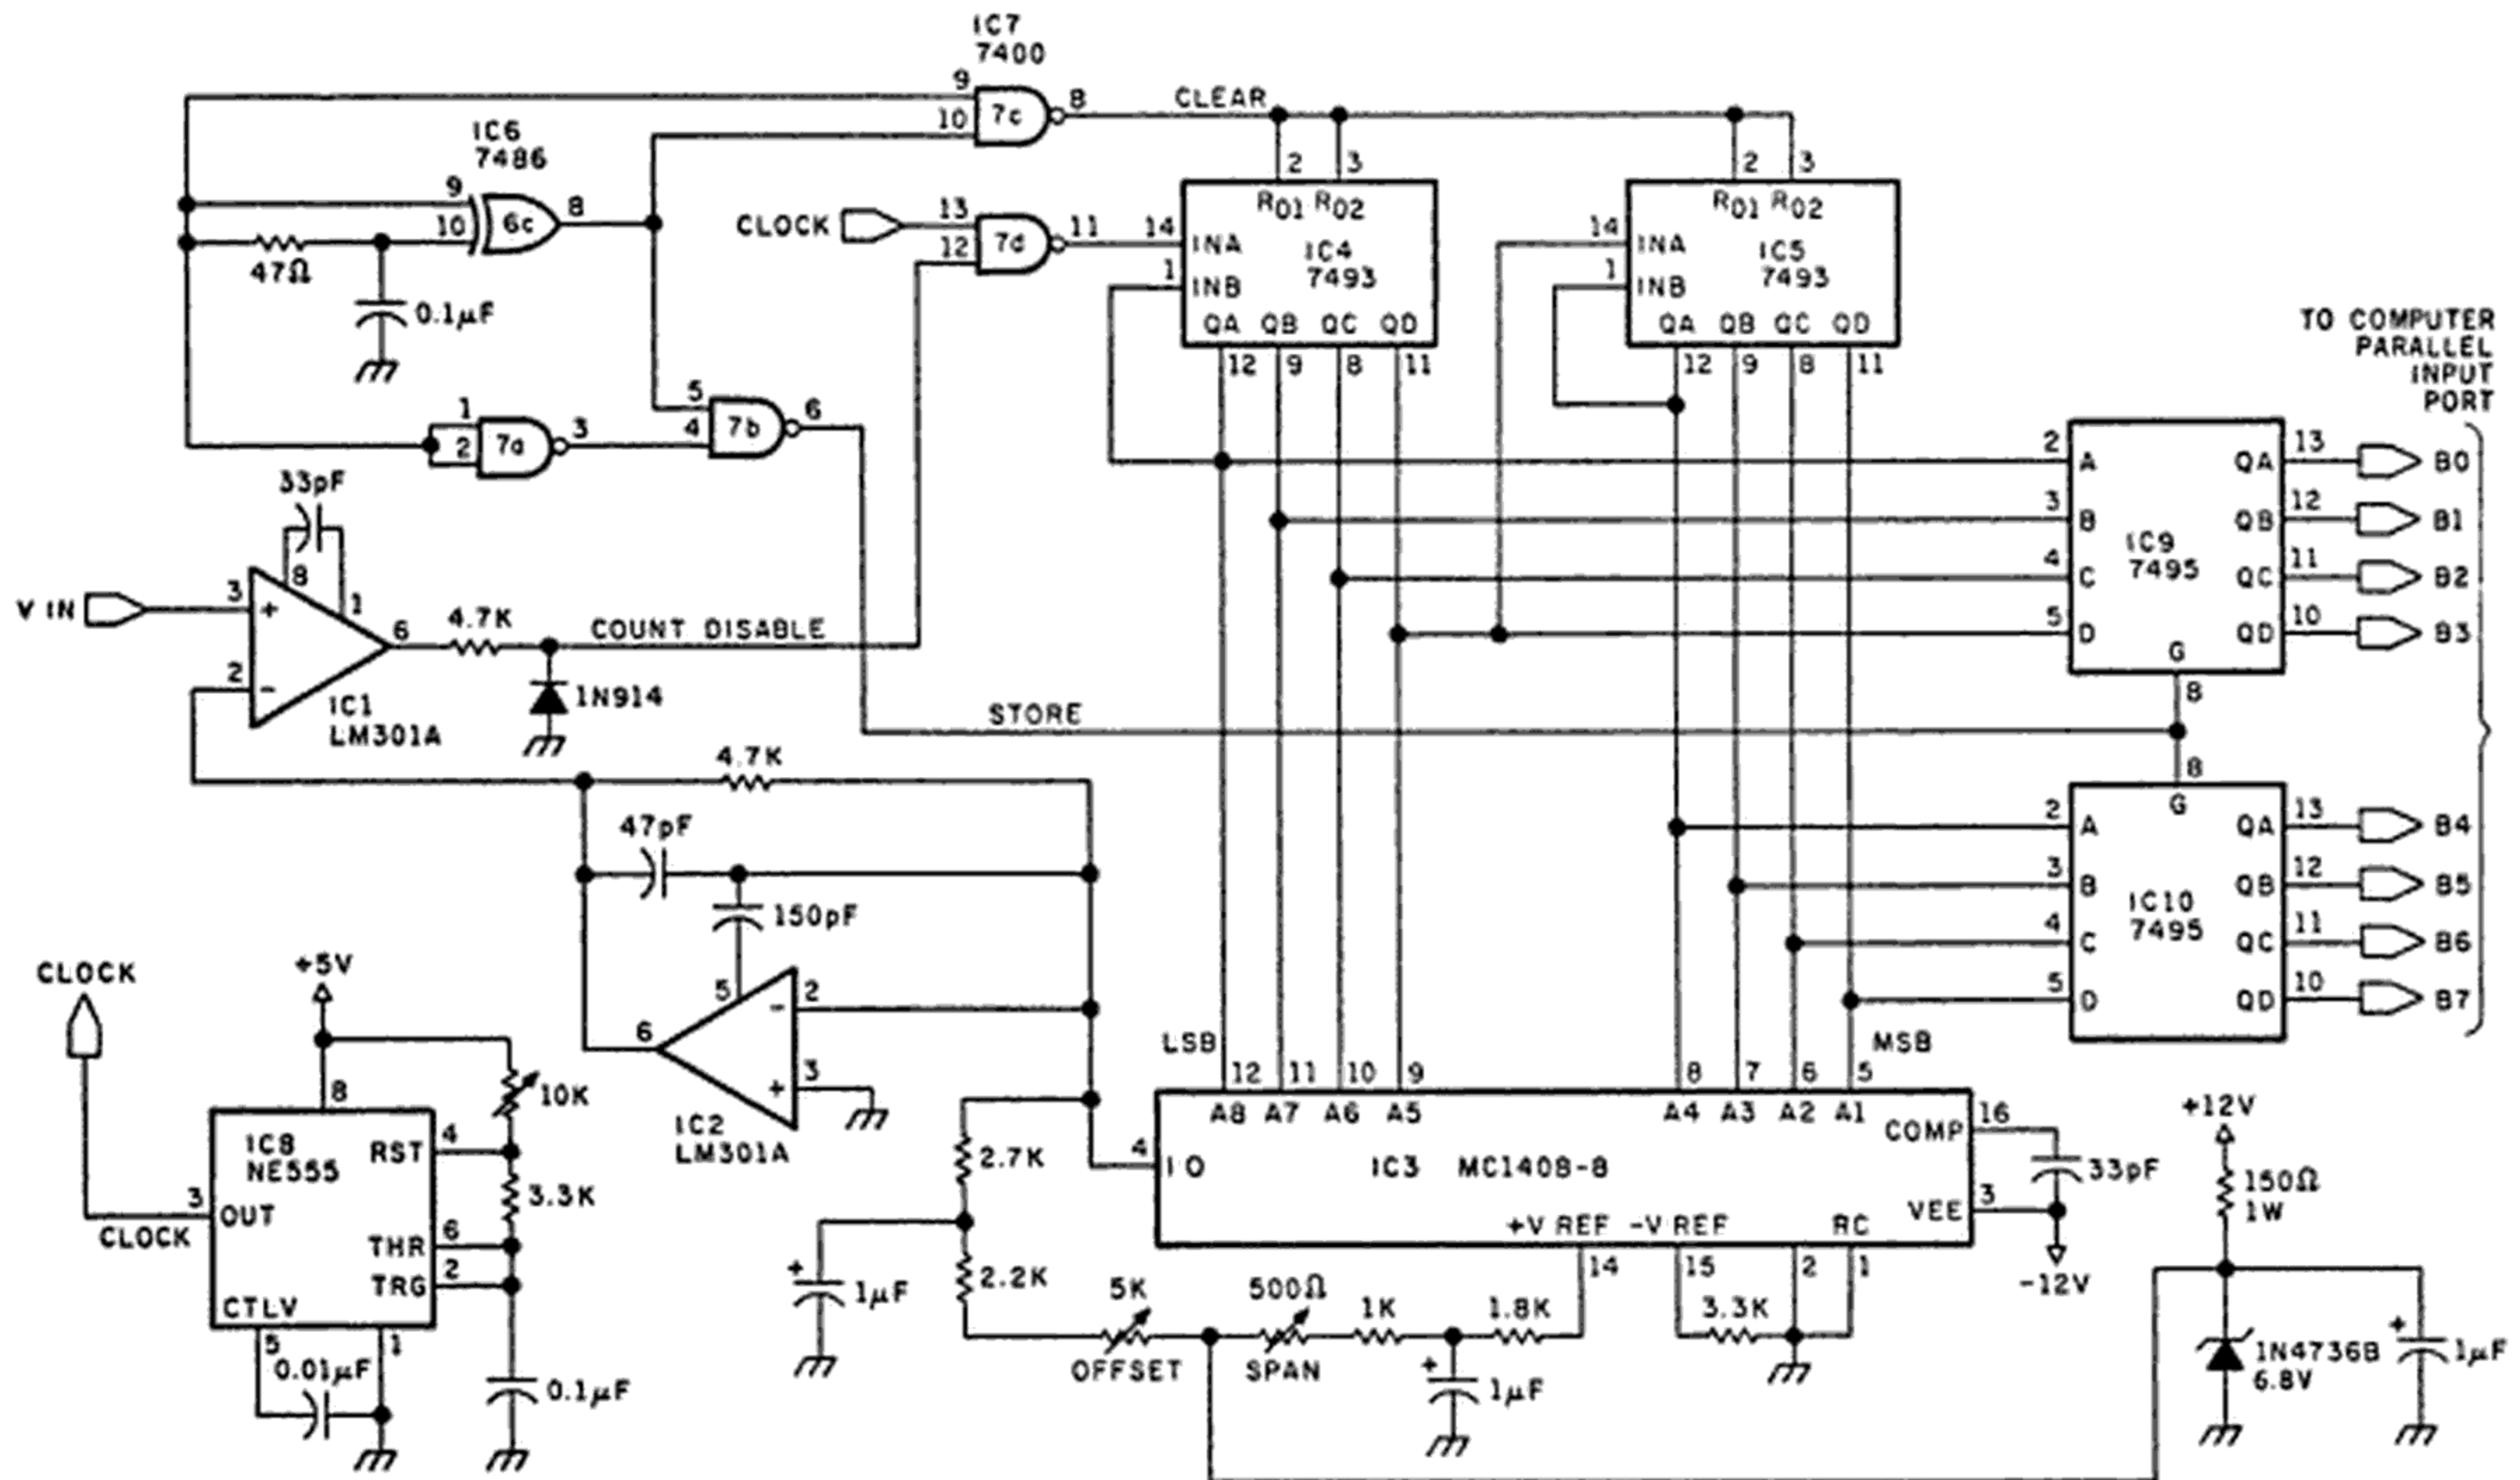 IC7
7400
9
10
7c
8
CLEAR
IC6
7486
9
10
6c
8
47Ω
0.1µF
CLOCK
13
12
7d
11
2
3
R01 R02
14
INA
1
INB
IC4
7493
QA QB QC QD
12
9
8
11
2
3
R01 R02
14
INA
1
INB
IC5
7493
QA QB QC QD
12
9
8
11
TO COMPUTER
PARALLEL
INPUT
PORT
1
2
7a
3
5
4
7b
6
33pF
8
1
V IN
3
+
2
-
6
IC1
LM301A
4.7K
COUNT DISABLE
1N914
STORE
2
A
QA
13
B0
3
B
QB
12
B1
4
C
QC
11
B2
5
D
QD
10
B3
IC9
7495
G
8
8
G
2
A
QA
13
B4
3
B
QB
12
B5
4
C
QC
11
B6
5
D
QD
10
B7
IC10
7495
4.7K
47pF
150pF
5
2
-
6
3
+
IC2
LM301A
CLOCK
+5V
8
10K
IC8
NE555
RST
4
3.3K
3
OUT
CLOCK
THR
6
TRG
2
CTLV
5
1
0.01µF
0.1µF
2.7K
2.2K
+
1µF
5K
OFFSET
500Ω
SPAN
1K
1.8K
+
1µF
LSB
12
11
10
9
8
7
6
5
MSB
A8 A7 A6 A5 A4 A3 A2 A1
4
IO
IC3 MC1408-8
COMP
16
33pF
VEE
3
-12V
+V REF -V REF RC
14
15
2
1
3.3K
+12V
150Ω
1W
1N4736B
6.8V
+
1µF